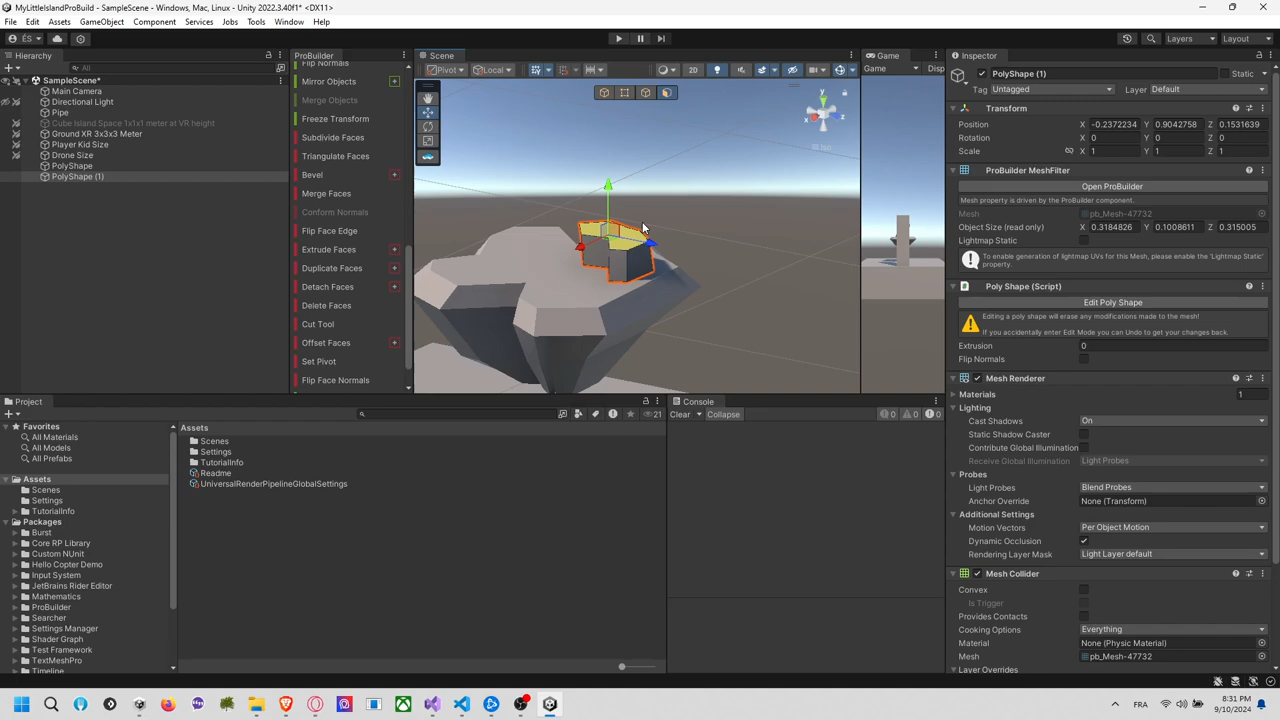 MyLittleIslandProBuild - SampleScene - Windows, Mac, Linux - Unity 2022.3.40f1* <DX11>
File Edit Assets GameObject Component Services Jobs Tools Window Help
ÉS
Layers Layout
Hierarchy
All
SampleScene*
Main Camera
Directional Light
Pipe
Cube Island Space 1x1x1 meter at VR height
Ground XR 3x3x3 Meter
Player Kid Size
Drone Size
PolyShape
PolyShape (1)
ProBuilder
Flip Normals
Mirror Objects
Merge Objects
Freeze Transform
Subdivide Faces
Triangulate Faces
Bevel
Merge Faces
Conform Normals
Flip Face Edge
Extrude Faces
Duplicate Faces
Detach Faces
Delete Faces
Cut Tool
Offset Faces
Set Pivot
Flip Face Normals
Scene
Pivot Local 2D
y
x z
Iso
Game
Game Disp
Inspector
PolyShape (1) Static
Tag Untagged Layer Default
Transform
Position X -0.2372234 Y 0.9042758 Z 0.1531639
Rotation X 0 Y 0 Z 0
Scale X 1 Y 1 Z 1
ProBuilder MeshFilter
Open ProBuilder
Mesh property is driven by the ProBuilder component.
Mesh pb_Mesh-47732
Object Size (read only) X 0.3184826 Y 0.1008611 Z 0.315005
Lightmap Static
To enable generation of lightmap UVs for this Mesh, please enable the 'Lightmap Static'
property.
Poly Shape (Script)
Edit Poly Shape
Editing a poly shape will erase any modifications made to the mesh!
If you accidentally enter Edit Mode you can Undo to get your changes back.
Extrusion 0
Flip Normals
Mesh Renderer
Materials 1
Lighting
Cast Shadows On
Static Shadow Caster
Contribute Global Illumination
Receive Global Illumination Light Probes
Probes
Light Probes Blend Probes
Anchor Override None (Transform)
Additional Settings
Motion Vectors Per Object Motion
Dynamic Occlusion
Rendering Layer Mask Light Layer default
Mesh Collider
Convex
Is Trigger
Provides Contacts
Cooking Options Everything
Material None (Physic Material)
Mesh pb_Mesh-47732
Layer Overrides
Project
21
Favorites
All Materials
All Models
All Prefabs
Assets
Scenes
Settings
TutorialInfo
Packages
Burst
Core RP Library
Custom NUnit
Hello Copter Demo
Input System
JetBrains Rider Editor
Mathematics
ProBuilder
Searcher
Settings Manager
Shader Graph
Test Framework
TextMeshPro
Timeline
Assets
Scenes
Settings
TutorialInfo
Readme
UniversalRenderPipelineGlobalSettings
Console
Clear Collapse 0 0 0
FRA
8:31 PM
9/10/2024